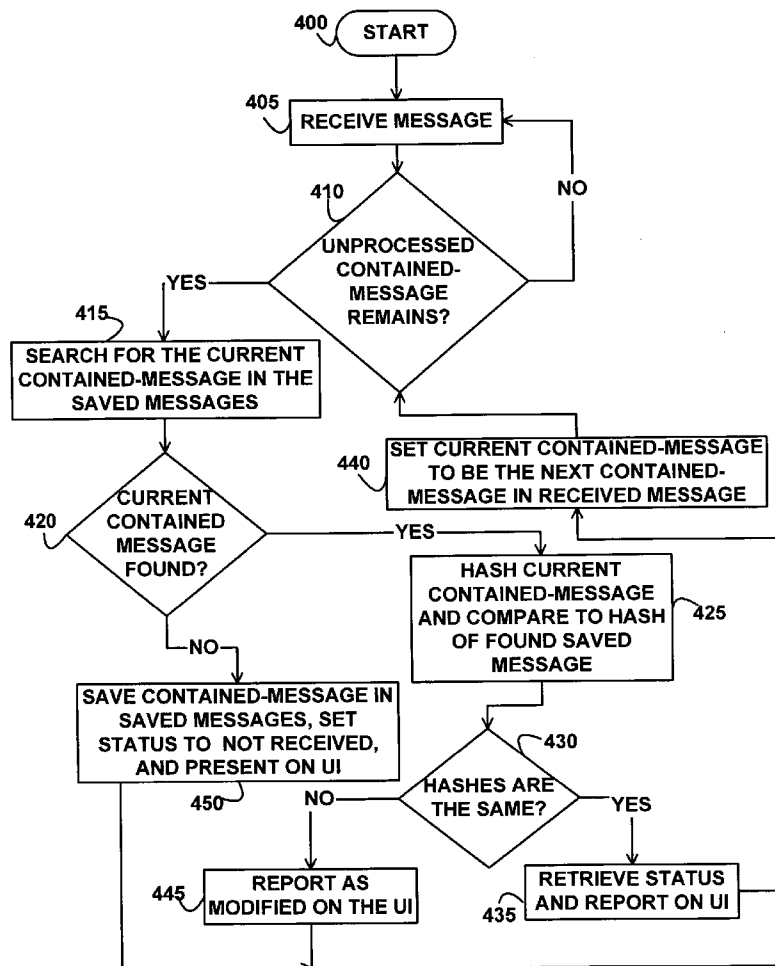 400
START
405
RECEIVE MESSAGE
410
NO
UNPROCESSED
CONTAINED-
MESSAGE
REMAINS?
YES
415
SEARCH FOR THE CURRENT
CONTAINED-MESSAGE IN THE
SAVED MESSAGES
440
SET CURRENT CONTAINED-MESSAGE
TO BE THE NEXT CONTAINED-
MESSAGE IN RECEIVED MESSAGE
420
CURRENT
CONTAINED
MESSAGE
FOUND?
YES
HASH CURRENT
CONTAINED-MESSAGE
AND COMPARE TO HASH
OF FOUND SAVED
MESSAGE
425
NO
SAVE CONTAINED-MESSAGE IN
SAVED MESSAGES, SET
STATUS TO NOT RECEIVED,
AND PRESENT ON UI
450
430
HASHES ARE
THE SAME?
NO
YES
445
REPORT AS
MODIFIED ON THE UI
435
RETRIEVE STATUS
AND REPORT ON UI